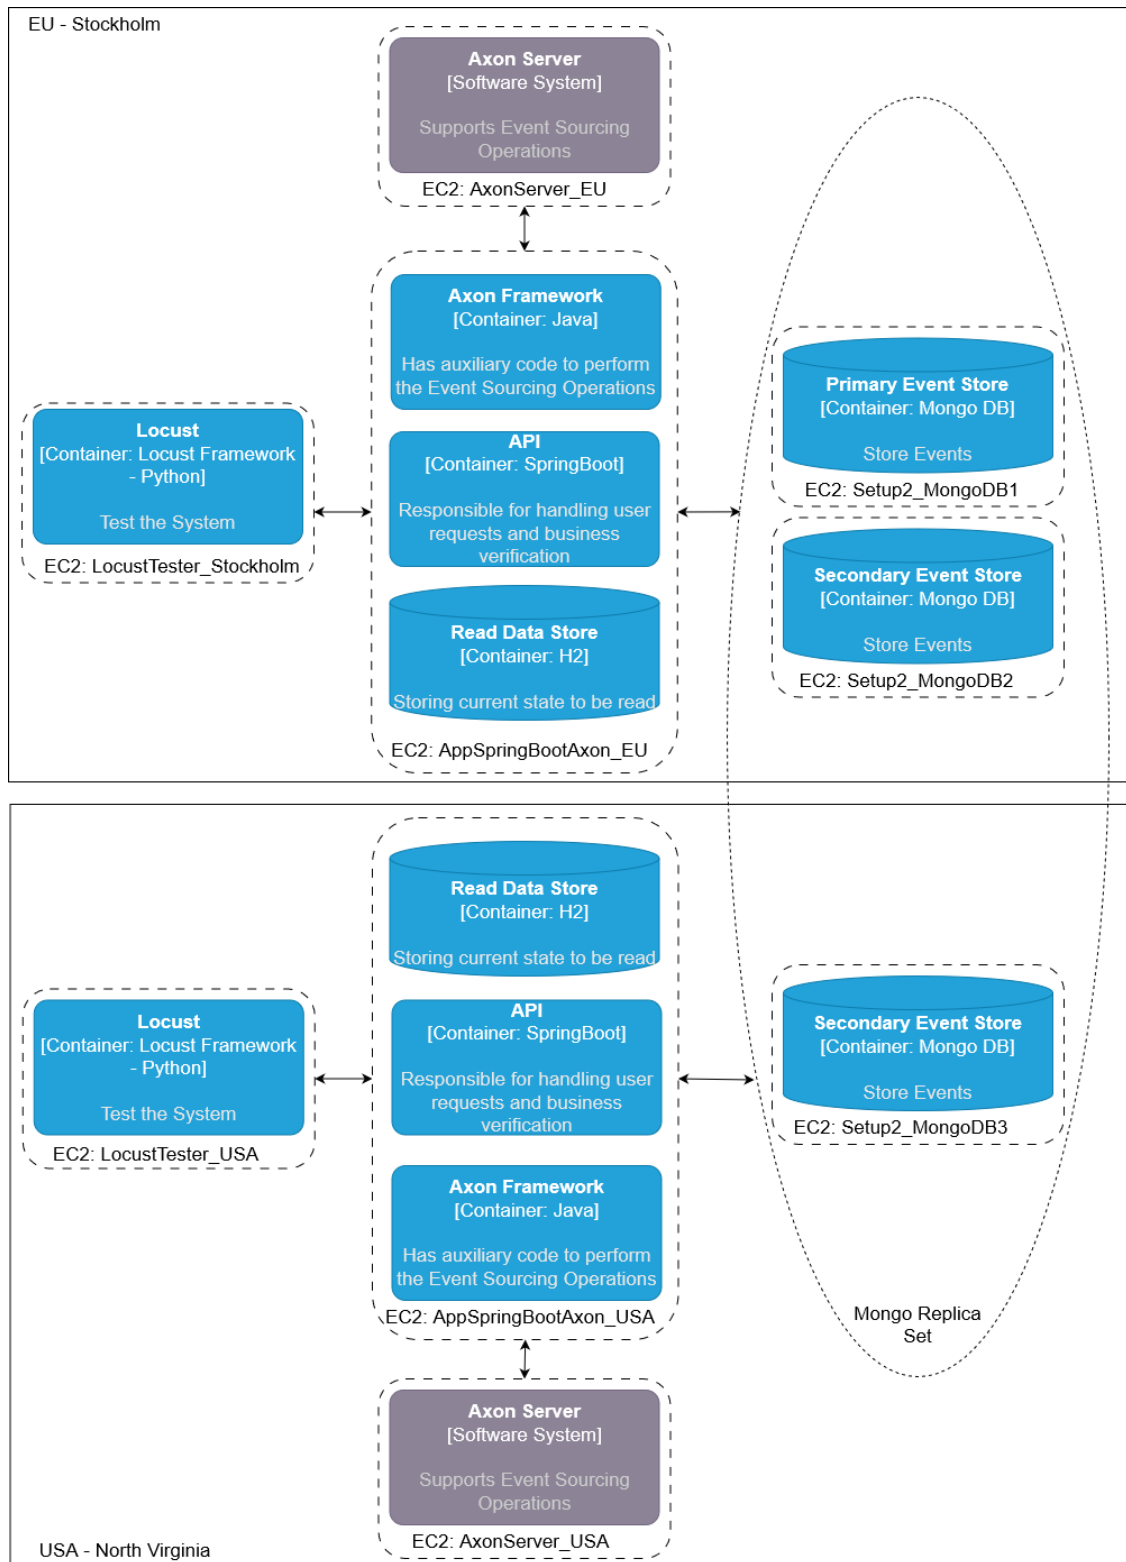 EU - Stockholm
Axon Server
[Software System]
Supports Event Sourcing
Operations
EC2: AxonServer_EU
Axon Framework
[Container: Java]
Has auxiliary code to perform
the Event Sourcing Operations
API
[Container: SpringBoot]
Responsible for handling user
requests and business
verification
Read Data Store
[Container: H2]
Storing current state to be read
EC2: AppSpringBootAxon_EU
Locust
[Container: Locust Framework
- Python]
Test the System
EC2: LocustTester_Stockholm
Primary Event Store
[Container: Mongo DB]
Store Events
EC2: Setup2_MongoDB1
Secondary Event Store
[Container: Mongo DB]
Store Events
EC2: Setup2_MongoDB2
Read Data Store
[Container: H2]
Storing current state to be read
API
[Container: SpringBoot]
Responsible for handling user
requests and business
verification
Axon Framework
[Container: Java]
Has auxiliary code to perform
the Event Sourcing Operations
EC2: AppSpringBootAxon_USA
Locust
[Container: Locust Framework
- Python]
Test the System
EC2: LocustTester_USA
Secondary Event Store
[Container: Mongo DB]
Store Events
EC2: Setup2_MongoDB3
Mongo Replica
Set
Axon Server
[Software System]
Supports Event Sourcing
Operations
EC2: AxonServer_USA
USA - North Virginia